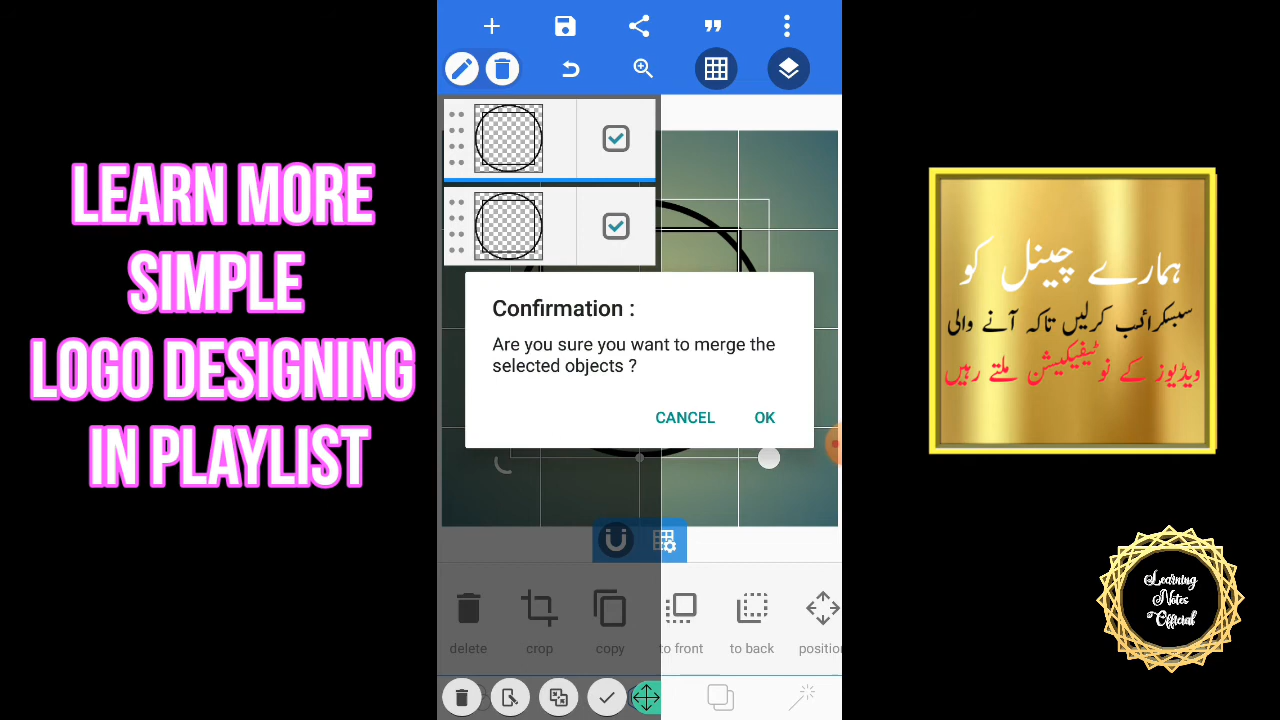 LEARN MORE
SIMPLE
LOGO DESIGNING
IN PLAYLIST
Confirmation :
Are you sure you want to merge the
selected objects ?
CANCEL OK
delete crop copy to front to back position
ہمارے چینل کو
سبسکرائب کرلیں تاکہ آنے والی
ویڈیوز کے نوٹیفیکیشن ملتے رہیں
Learning
Notes
Official